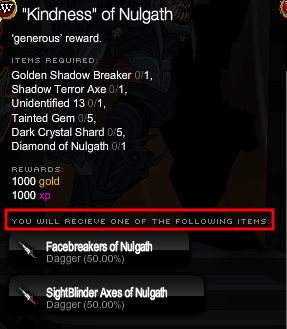 "Kindness" of Nulgath
'generous' reward.
ITEMS REQUIRED:
Golden Shadow Breaker 0/1,
Shadow Terror Axe 0/1,
Unidentified 13 0/1,
Tainted Gem 0/5,
Dark Crystal Shard 0/5,
Diamond of Nulgath 0/1
REWARDS:
1000 gold
1000 xp
YOU WILL RECIEVE ONE OF THE FOLLOWING ITEMS:
Facebreakers of Nulgath
Dagger (50.00%)
SightBlinder Axes of Nulgath
Dagger (50.00%)